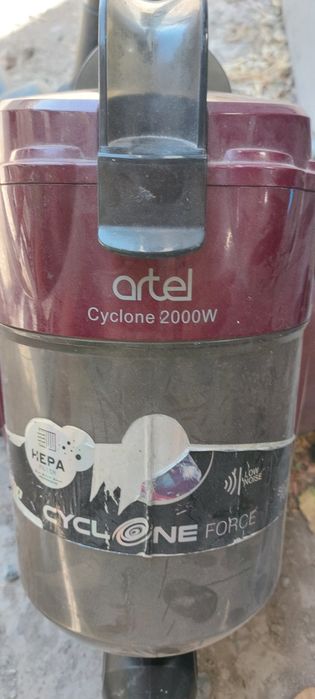 artel
Cyclone 2000W
HEPA
LOW
NOISE
CYCLONE FORCE